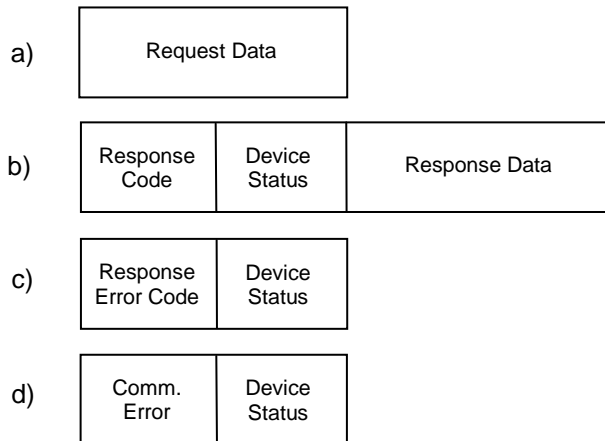 a)
Request Data
b)
Response
Code
Device
Status
Response Data
c)
Response
Error Code
Device
Status
d)
Comm.
Error
Device
Status